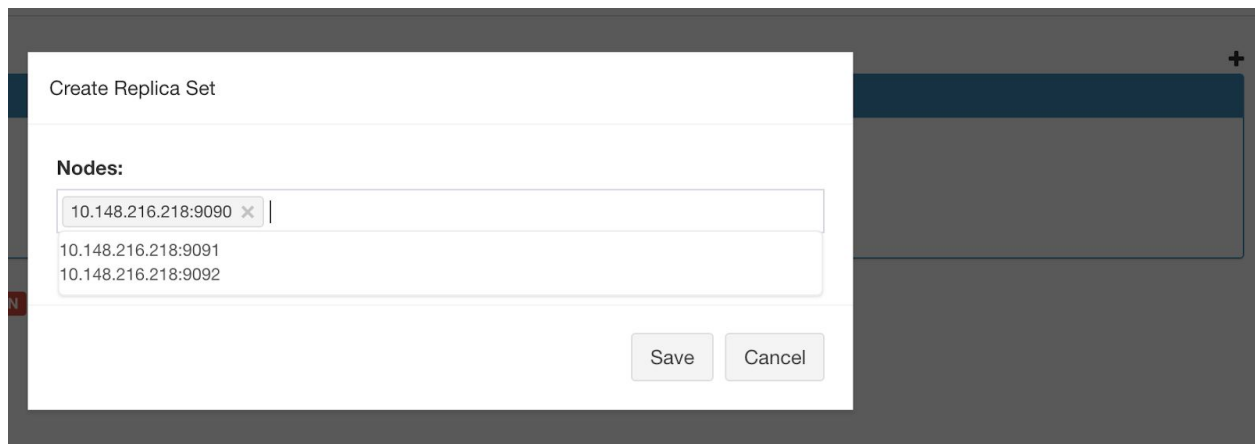 Create Replica Set
Nodes:
10.148.216.218:9090 ×
10.148.216.218:9091
10.148.216.218:9092
N
Save Cancel